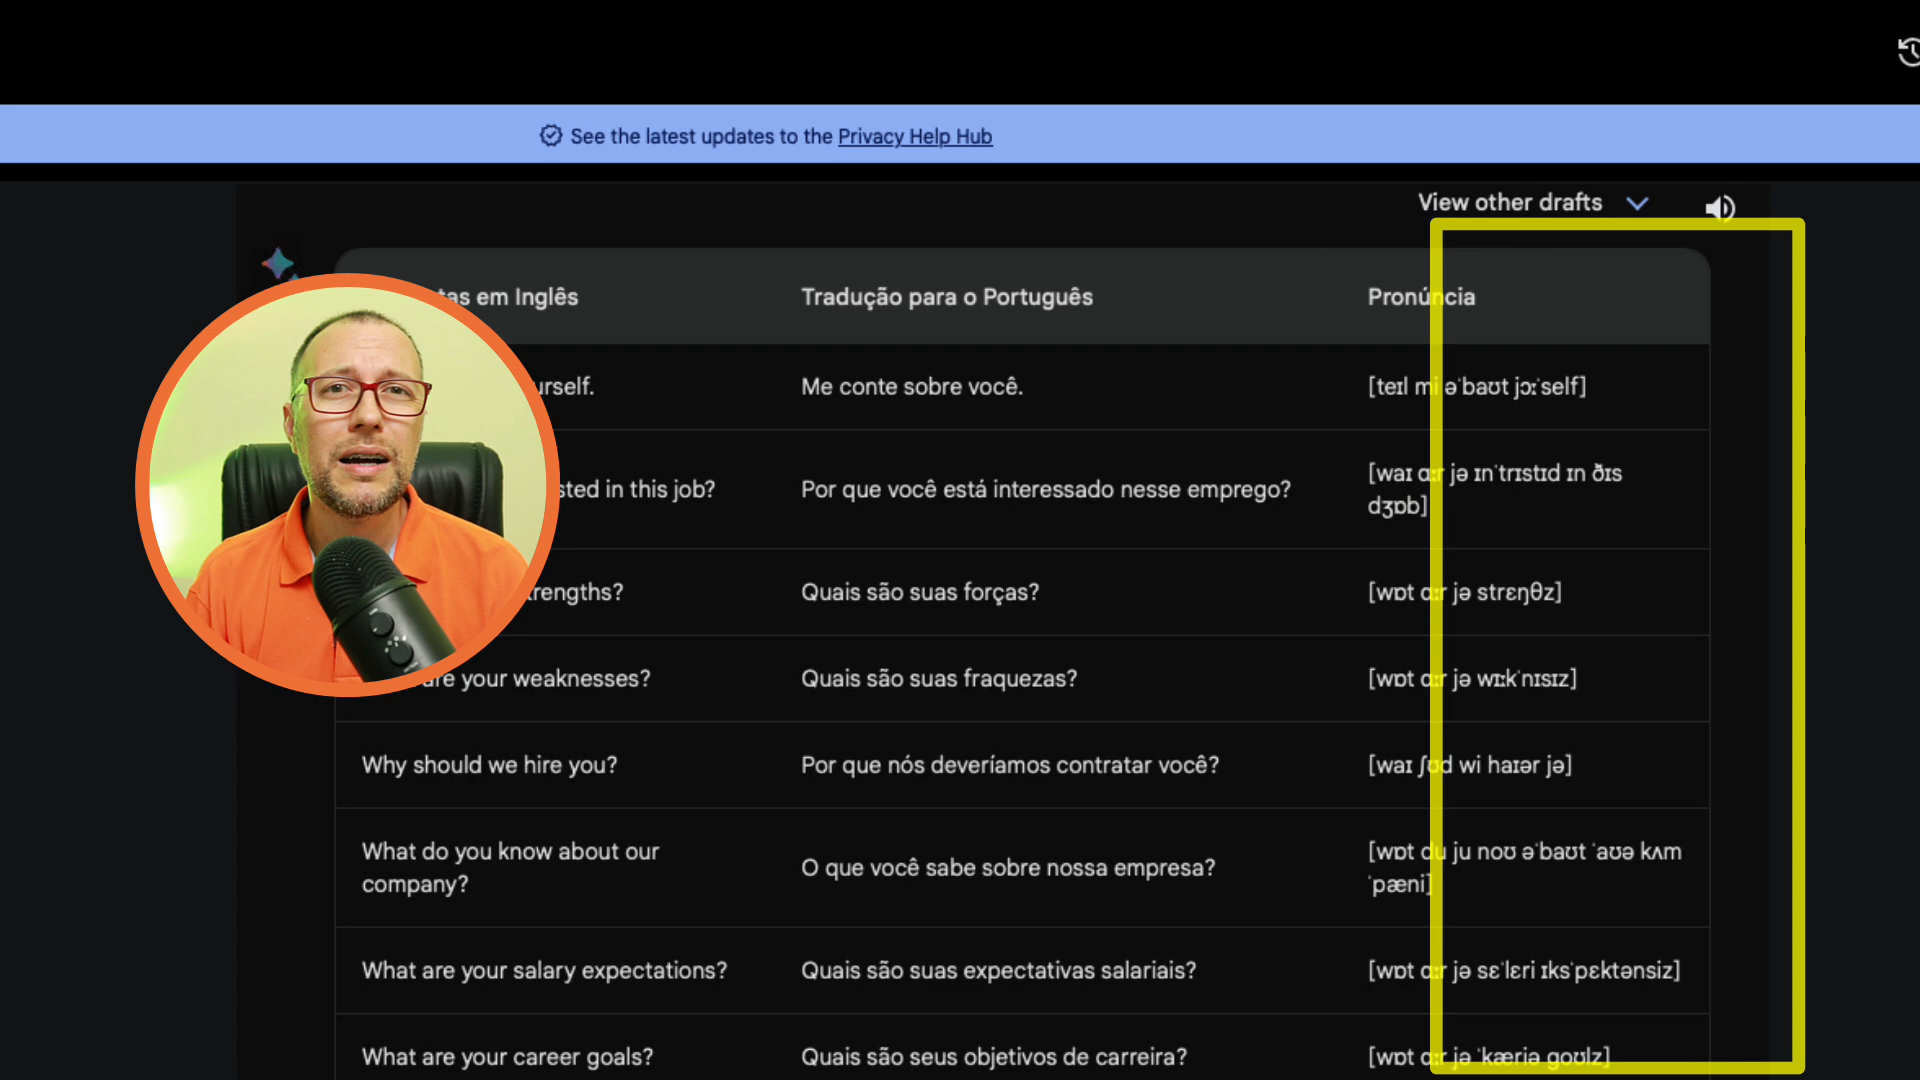 See the latest updates to the Privacy Help Hub
View other drafts
em Inglês
Tradução para o Português
Pronúncia
Me conte sobre você.
[teɪl mi əˈbaʊt jɔːˈself]
in this job?
Por que você está interessado nesse emprego?
[waɪ ɑːr jə ɪnˈtrɪstɪd ɪn ðɪs
dʒɒb]
Quais são suas forças?
[wɒt ɑːr jə strɛŋθz]
your weaknesses?
Quais são suas fraquezas?
[wɒt ɑːr jə wɪːkˈnɪsɪz]
Why should we hire you?
Por que nós deveríamos contratar você?
[waɪ ʃʊd wi haɪər jə]
What do you know about our
company?
O que você sabe sobre nossa empresa?
[wɒt du ju noʊ əˈbaʊt ˈaʊə kʌm
ˈpæni]
What are your salary expectations?
Quais são suas expectativas salariais?
[wɒt ɑːr jə sɛˈlɛri ɪksˈpɛktənsiz]
What are your career goals?
Quais são seus objetivos de carreira?
[wɒt ɑːr jə ˈkæriə goʊlz]